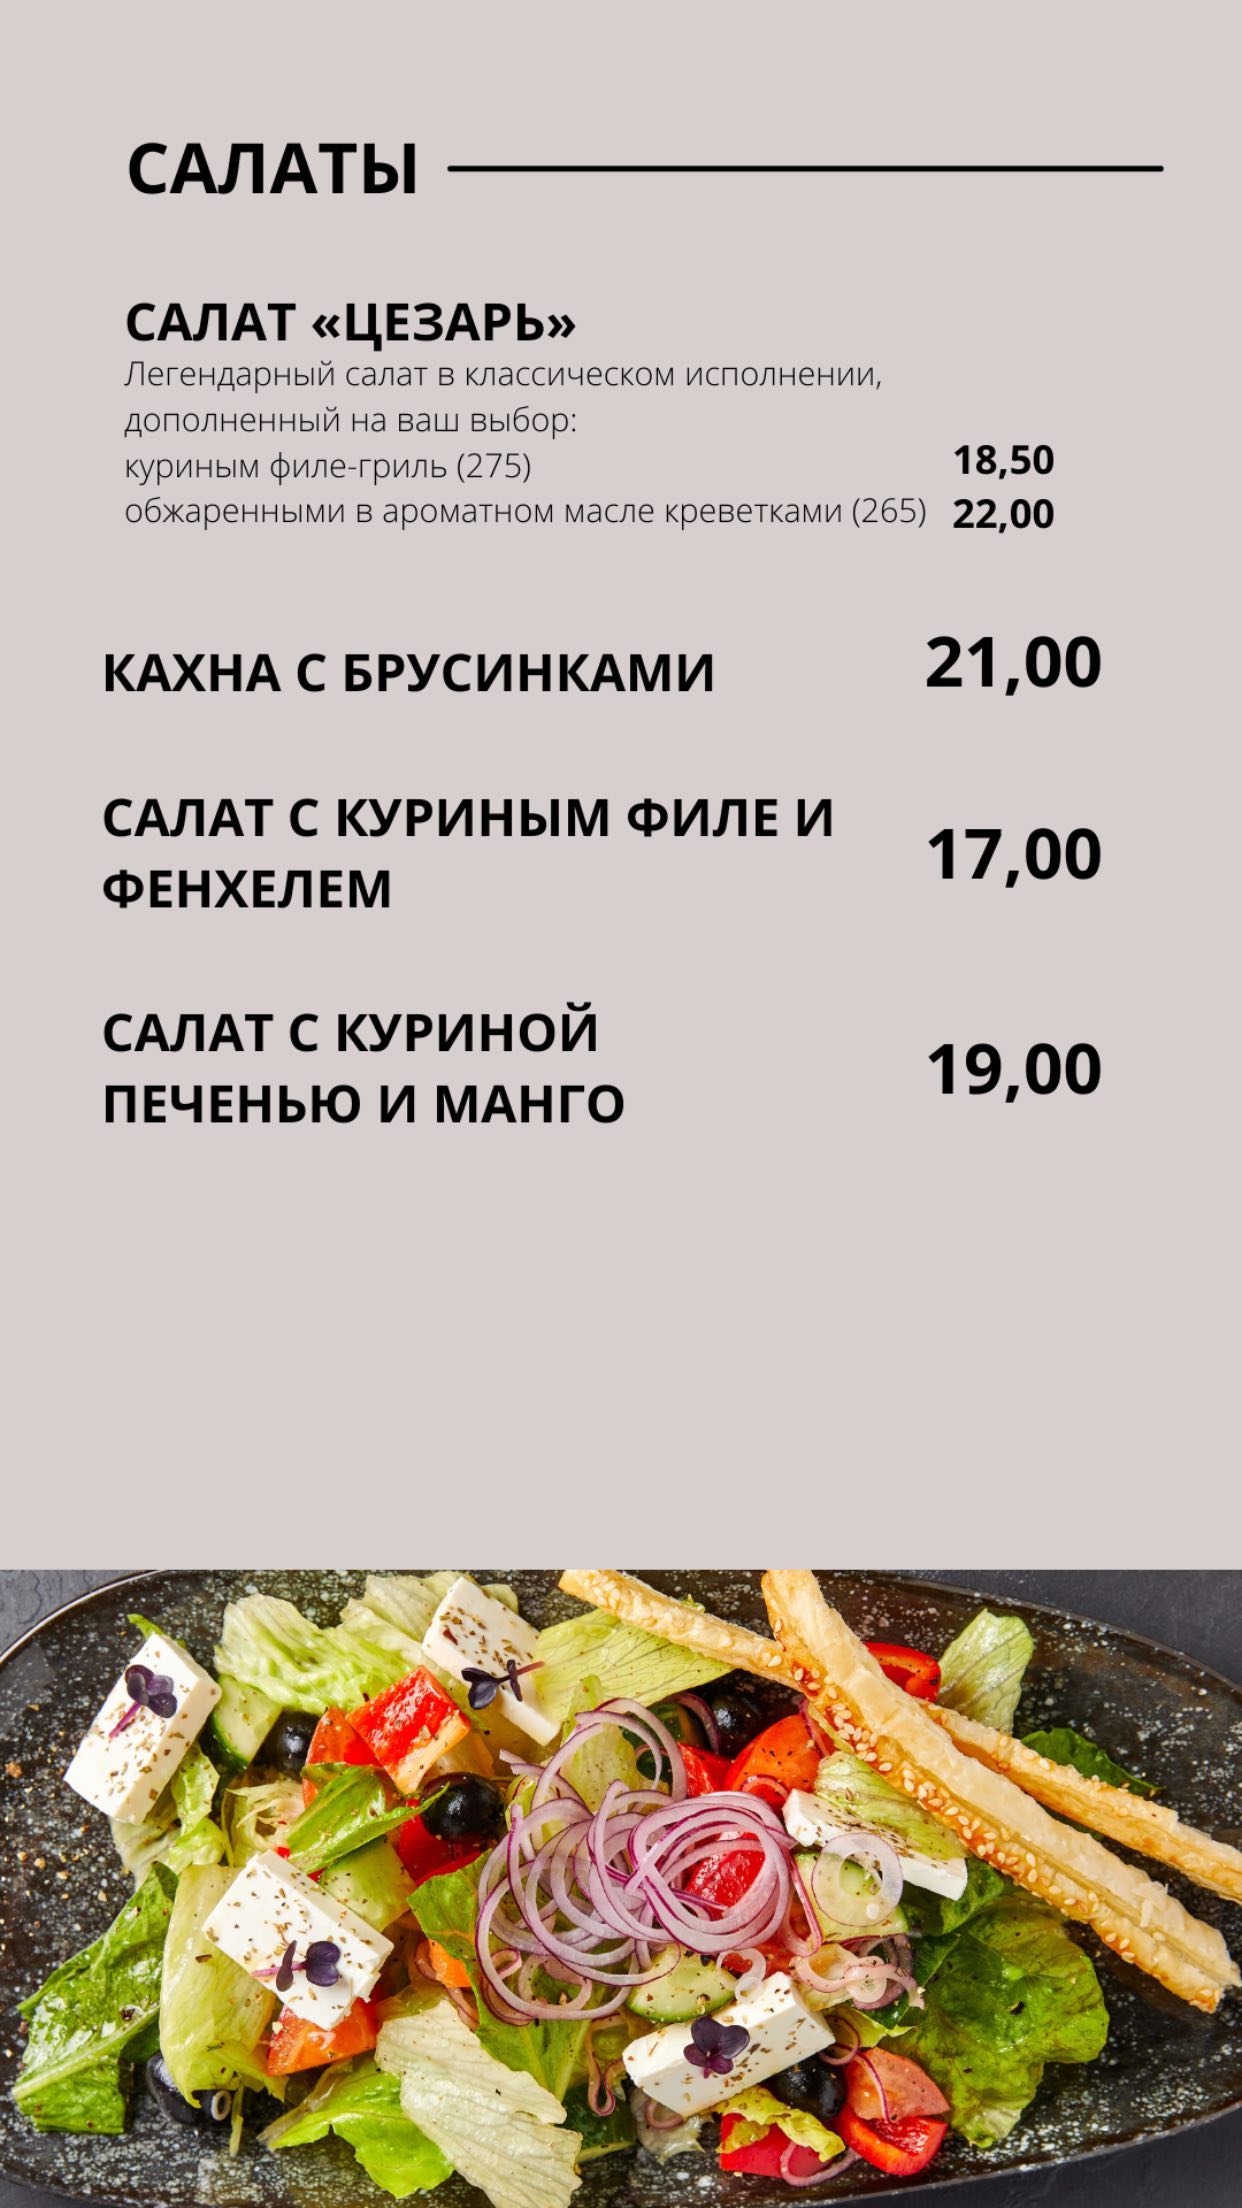 САЛАТЫ
САЛАТ «ЦЕЗАРЬ»
Легендарный салат в классическом исполнении,
дополненный на ваш выбор:
куриным филе-гриль (275) 18,50
обжаренными в ароматном масле креветками (265) 22,00
КАХНА С БРУСИНКАМИ 21,00
САЛАТ С КУРИНЫМ ФИЛЕ И
ФЕНХЕЛЕМ 17,00
САЛАТ С КУРИНОЙ
ПЕЧЕНЬЮ И МАНГО 19,00